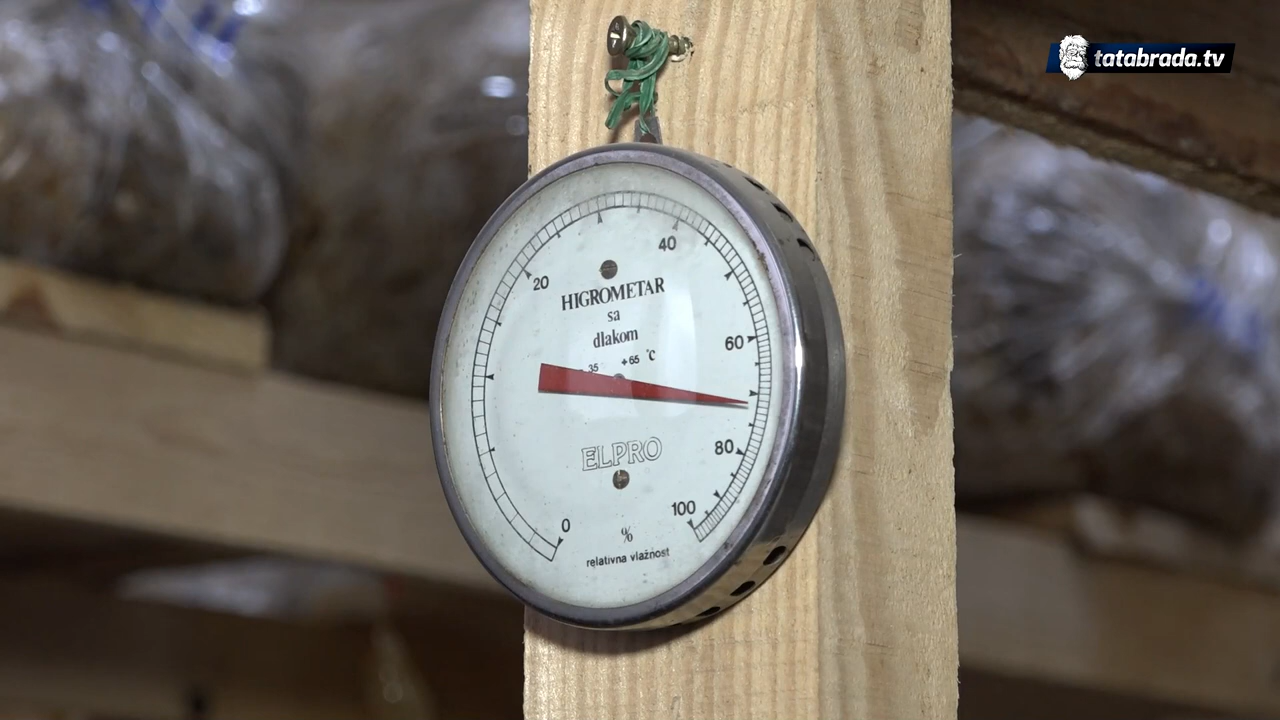 tatabrada.tv
40
20
HIGROMETAR
sa
dlakom
60
35 +65 °C
ELPRO
80
100
0
%
relativna vlažnost